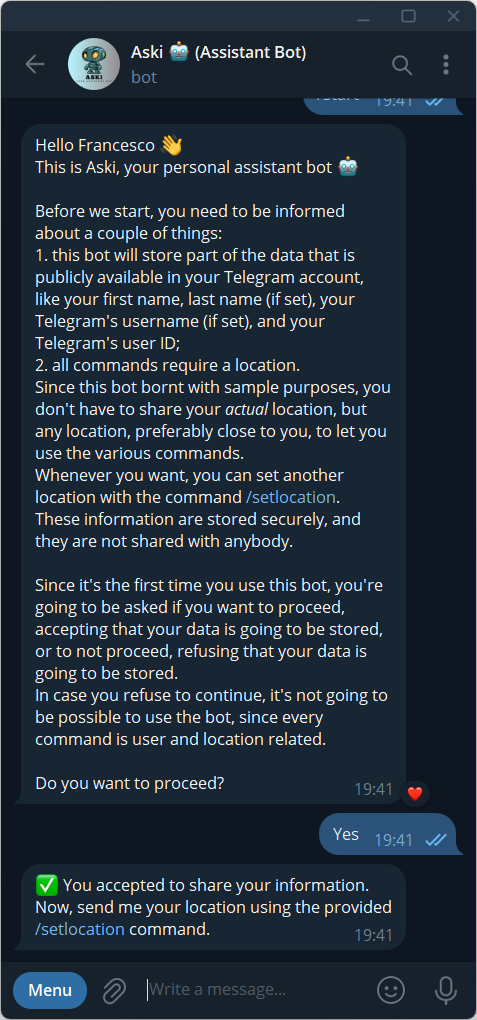 Aski 🤖 (Assistant Bot)
bot
ASKI
19:41
Hello Francesco 👋
This is Aski, your personal assistant bot 🤖
Before we start, you need to be informed
about a couple of things:
1. this bot will store part of the data that is
publicly available in your Telegram account,
like your first name, last name (if set), your
Telegram's username (if set), and your
Telegram's user ID;
2. all commands require a location.
Since this bot bornt with sample purposes, you
don't have to share your actual location, but
any location, preferably close to you, to let you
use the various commands.
Whenever you want, you can set another
location with the command /setlocation.
These information are stored securely, and
they are not shared with anybody.
Since it's the first time you use this bot, you're
going to be asked if you want to proceed,
accepting that your data is going to be stored,
or to not proceed, refusing that your data is
going to be stored.
In case you refuse to continue, it's not going to
be possible to use the bot, since every
command is user and location related.
Do you want to proceed?
19:41
Yes 19:41
✅ You accepted to share your information.
Now, send me your location using the provided
/setlocation command.
19:41
Menu
Write a message...